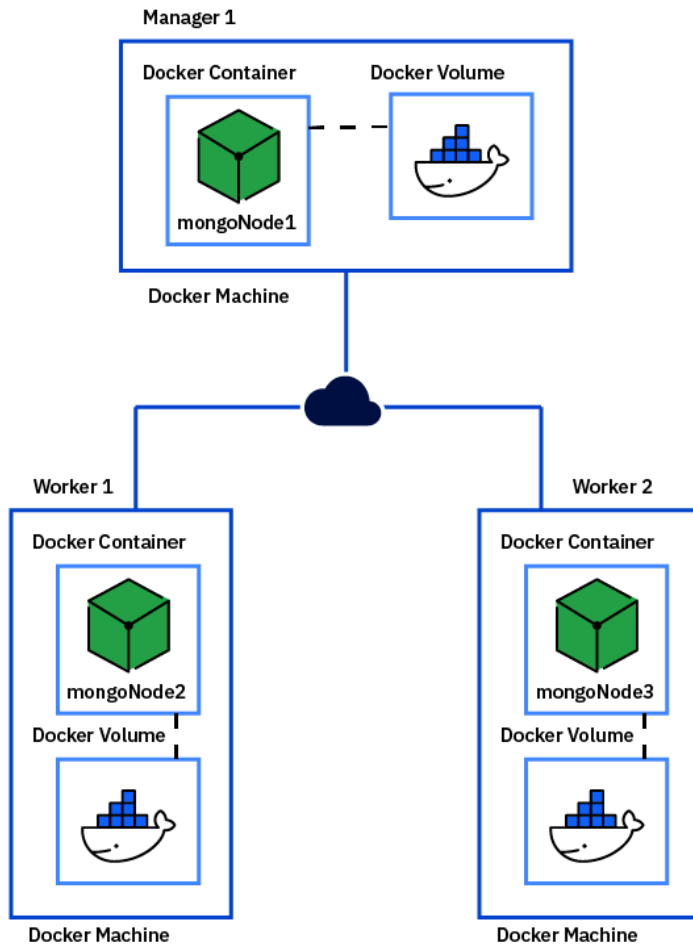 Manager 1
Docker Container
Docker Volume
mongoNode1
Docker Machine
Worker 1
Docker Container
mongoNode2
Docker Volume
Docker Machine
Worker 2
Docker Container
mongoNode3
Docker Volume
Docker Machine